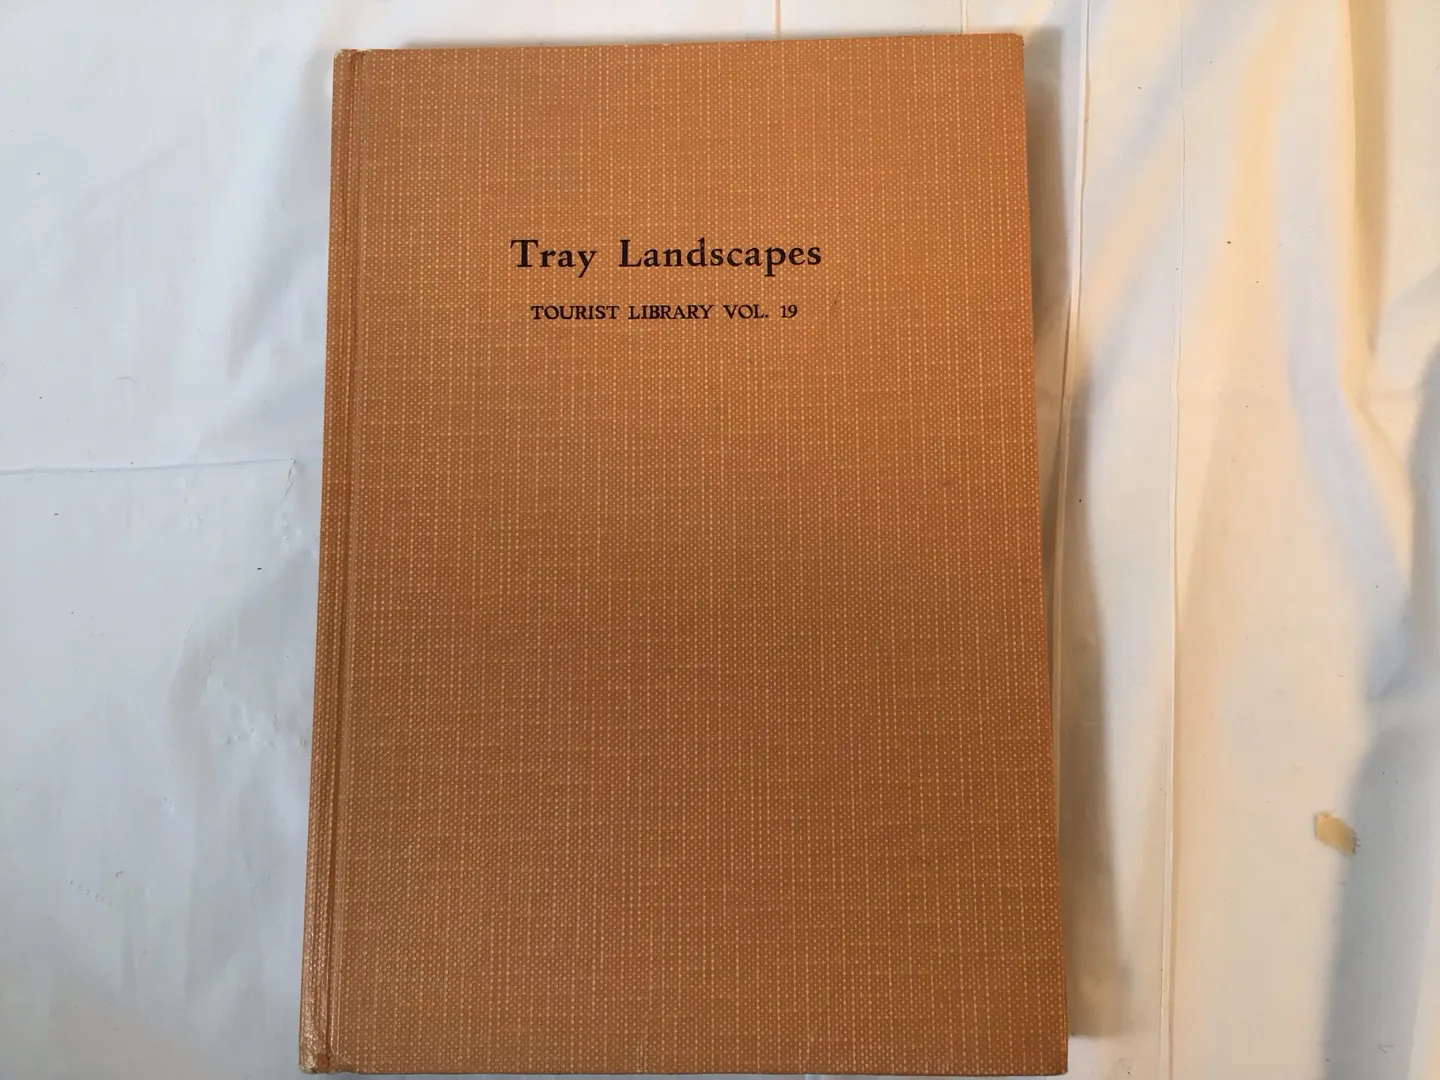 Tray Landscapes
TOURIST LIBRARY VOL. 19